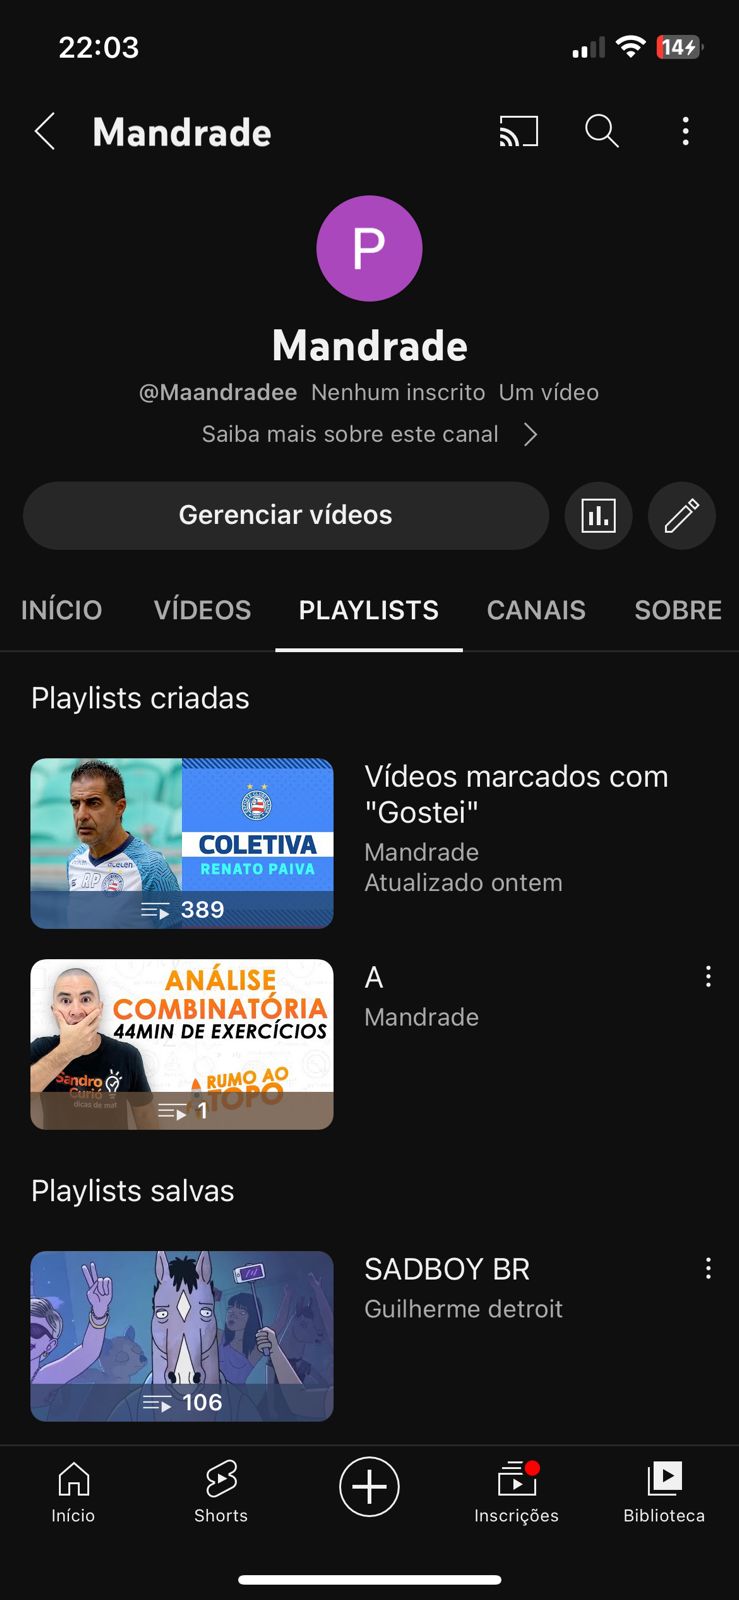 22:03
14
Mandrade
P
Mandrade
@Maandradee Nenhum inscrito Um vídeo
Saiba mais sobre este canal
Gerenciar vídeos
INÍCIO VÍDEOS PLAYLISTS CANAIS SOBRE
Playlists criadas
COLETIVA
RENATO PAIVA
RP
389
Vídeos marcados com
"Gostei"
Mandrade
Atualizado ontem
ANÁLISE
COMBINATÓRIA
44MIN DE EXERCÍCIOS
Sandro
Curió
dicas de mat
RUMO AO
TOPO
1
A
Mandrade
Playlists salvas
106
SADBOY BR
Guilherme detroit
Início Shorts Inscrições Biblioteca